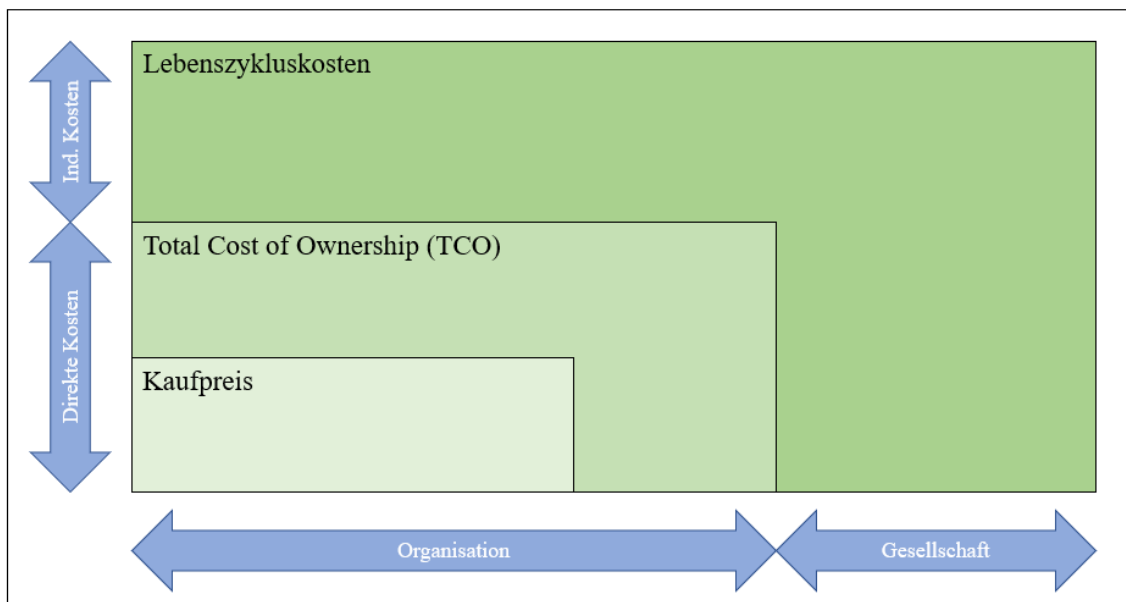 Lebenszykluskosten
Ind. Kosten
Total Cost of Ownership (TCO)
Direkte Kosten
Kaufpreis
Organisation
Gesellschaft